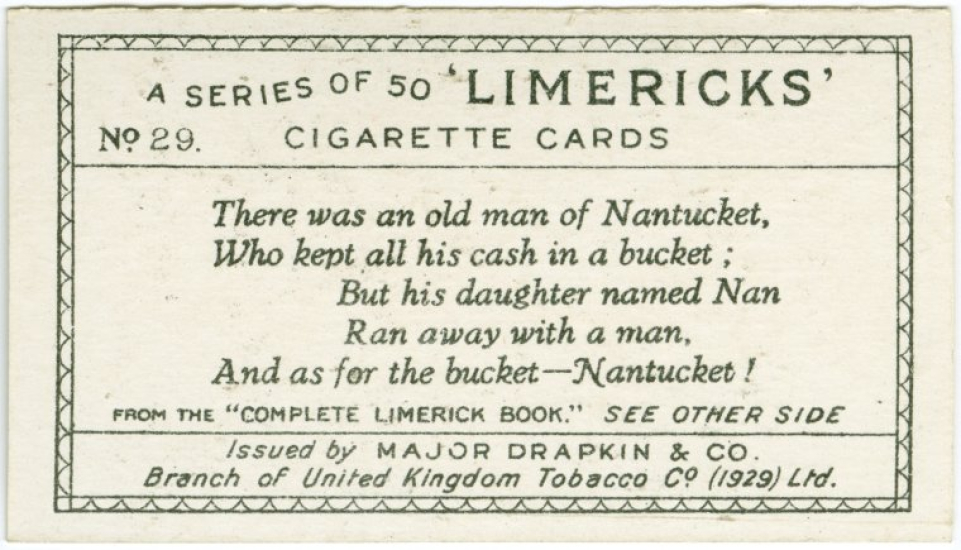 A SERIES OF 50 'LIMERICKS'
Nº 29. CIGARETTE CARDS
There was an old man of Nantucket,
Who kept all his cash in a bucket ;
But his daughter named Nan
Ran away with a man,
And as for the bucket—Nantucket !
FROM THE "COMPLETE LIMERICK BOOK." SEE OTHER SIDE
Issued by MAJOR DRAPKIN & CO.
Branch of United Kingdom Tobacco Cº (1929) Ltd.